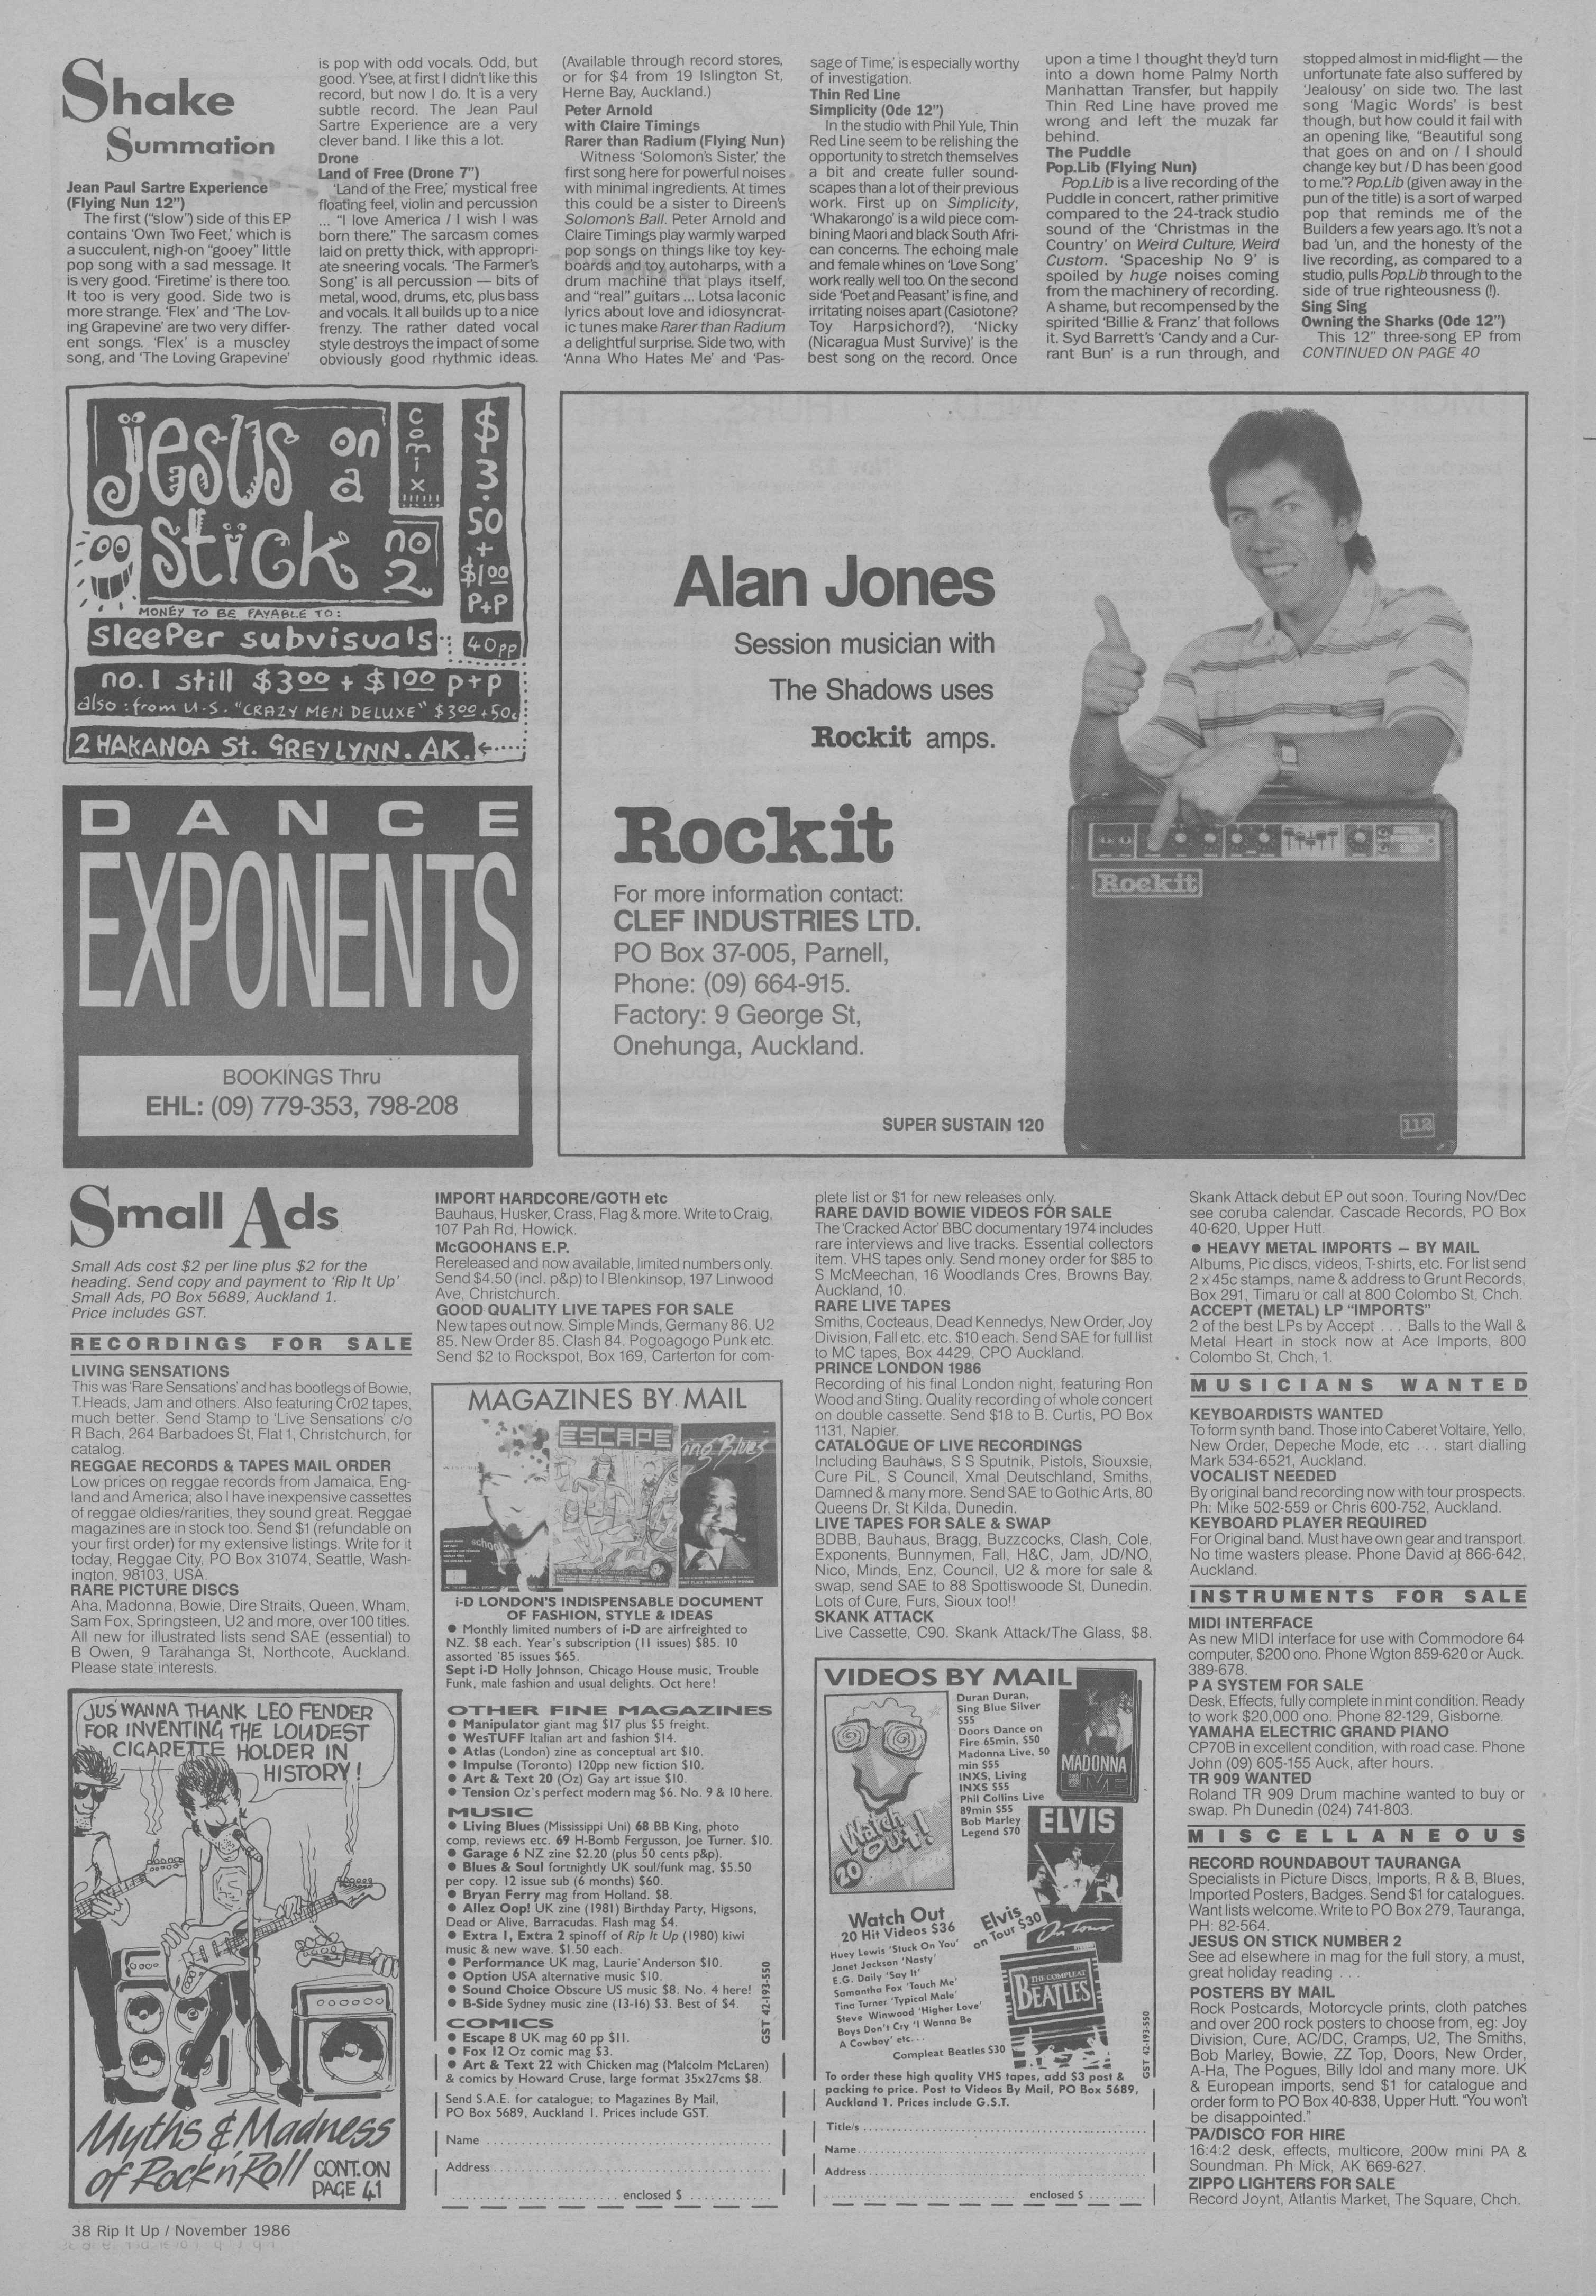 Shake
Summation
Jean Paul Sartre Experience
(Flying Nun 12”)
The first (“slow”) side of this EP
contains ‘Own Two Feet,’ which is
a succulent, nigh-on “gooey” little
pop song with a sad message. It
is very good. ‘Firetime’ is there too.
It too is very good. Side two is
more strange. ‘Flex’ and ‘The Lov-
ing Grapevine’ are two very differ-
ent songs. ‘Flex’ is a muscley
song, and ‘The Loving Grapevine’
is pop with odd vocals. Odd, but
good. Y’see, at first I didn’t like this
record, but now I do. It is a very
subtle record. The Jean Paul
Sartre Experience are a very
clever band. I like this a lot.
Drone
Land of Free (Drone 7”)
‘Land of the Free,’ mystical free
floating feel, violin and percussion
... “I love America / I wish I was
born there.” The sarcasm comes
laid on pretty thick, with appropri-
ate sneering vocals. ‘The Farmer’s
Song’ is all percussion — bits of
metal, wood, drums, etc, plus bass
and vocals. It all builds up to a nice
frenzy. The rather dated vocal
style destroys the impact of some
obviously good rhythmic ideas.
(Available through record stores,
or for $4 from 19 Islington St,
Herne Bay, Auckland.)
Peter Arnold
with Claire Timings
Rarer than Radium (Flying Nun)
Witness ‘Solomon’s Sister,’ the
first song here for powerful noises
with minimal ingredients. At times
this could be a sister to Direen’s
Solomon’s Ball. Peter Arnold and
Claire Timings play warmly warped
pop songs on things like toy key-
boards and toy autoharps, with a
drum machine that plays itself,
and “real” guitars ... Lotsa laconic
lyrics about love and idiosyncrat-
ic tunes make Rarer than Radium
a delightful surprise. Side two, with
‘Anna Who Hates Me’ and ‘Pas-
sage of Time,’ is especially worthy
of investigation.
Thin Red Line
Simplicity (Ode 12”)
In the studio with Phil Yule, Thin
Red Line seem to be relishing the
opportunity to stretch themselves
a bit and create fuller sound-
scapes than a lot of their previous
work. First up on Simplicity,
‘Whakarongo’ is a wild piece com-
bining Maori and black South Afri-
can concerns. The echoing male
and female whines on ‘Love Song’
work really well too. On the second
side ‘Poet and Peasant’ is fine, and
irritating noises apart (Casiotone?
Toy Harpsichord?), ‘Nicky
(Nicaragua Must Survive)’ is the
best song on the record. Once
upon a time I thought they’d turn
into a down home Palmy North
Manhattan Transfer, but happily
Thin Red Line have proved me
wrong and left the muzak far
behind.
The Puddle
Pop.Lib (Flying Nun)
Pop.Lib is a live recording of the
Puddle in concert, rather primitive
compared to the 24-track studio
sound of the ‘Christmas in the
Country’ on Weird Culture, Weird
Custom. ‘Spaceship No 9’ is
spoiled by huge noises coming
from the machinery of recording.
A shame, but recompensed by the
spirited ‘Billie & Franz’ that follows
it. Syd Barrett’s ‘Candy and a Cur-
rant Bun’ is a run through, and
stopped almost in mid-flight — the
unfortunate fate also suffered by
‘Jealousy’ on side two. The last
song ‘Magic Words’ is best
though, but how could it fail with
an opening like, “Beautiful song
that goes on and on / I should
change key but / D has been good
to me.”? Pop.Lib (given away in the
pun of the title) is a sort of warped
pop that reminds me of the
Builders a few years ago. It’s not a
bad ’un, and the honesty of the
live recording, as compared to a
studio, pulls Pop.Lib through to the
side of true righteousness (!).
Sing Sing
Owning the Sharks (Ode 12”)
This 12” three-song EP from
CONTINUED ON PAGE 40
jesus on a stick
comix
no 2
$3.50 + $1.00 P+P
MONEY TO BE PAYABLE TO:
sleeper subvisuals
40pp
no.1 still $3.00 + $1.00 p+p
also: from U.S. “CRAZY MEN DELUXE” $3.00 + 50c
2 HAKANOA St. GREY LYNN. AK.
DANCE
EXPONENTS
BOOKINGS Thru
EHL: (09) 779-353, 798-208
Alan Jones
Session musician with
The Shadows uses
Rockit amps.
Rockit
For more information contact:
CLEF INDUSTRIES LTD.
PO Box 37-005, Parnell,
Phone: (09) 664-915.
Factory: 9 George St,
Onehunga, Auckland.
SUPER SUSTAIN 120
Rockit
112
Small Ads
Small Ads cost $2 per line plus $2 for the
heading. Send copy and payment to ‘Rip It Up’
Small Ads, PO Box 5689, Auckland 1.
Price includes GST.
RECORDINGS FOR SALE
LIVING SENSATIONS
This was ‘Rare Sensations’ and has bootlegs of Bowie,
T.Heads, Jam and others. Also featuring Cr02 tapes,
much better. Send Stamp to ‘Live Sensations’ c/o
R Bach, 264 Barbadoes St, Flat 1, Christchurch, for
catalog.
REGGAE RECORDS & TAPES MAIL ORDER
Low prices on reggae records from Jamaica, Eng-
land and America; also I have inexpensive cassettes
of reggae oldies/rarities, they sound great. Reggae
magazines are in stock too. Send $1 (refundable on
your first order) for my extensive listings. Write for it
today, Reggae City, PO Box 31074, Seattle, Wash-
ington, 98103, USA.
RARE PICTURE DISCS
Aha, Madonna, Bowie, Dire Straits, Queen, Wham,
Sam Fox, Springsteen, U2 and more, over 100 titles.
All new for illustrated lists send SAE (essential) to
B Owen, 9 Tarahanga St, Northcote, Auckland.
Please state interests.
JUS’ WANNA THANK LEO FENDER
FOR INVENTING THE LOUDEST
CIGARETTE HOLDER IN
HISTORY!
Myths & Madness
of Rock n’ Roll
CONT. ON
PAGE 41
IMPORT HARDCORE/GOTH etc
Bauhaus, Husker, Crass, Flag & more. Write to Craig,
107 Pah Rd, Howick.
McGOOHANS E.P.
Rereleased and now available, limited numbers only.
Send $4.50 (incl. p&p) to I Blenkinsop, 197 Linwood
Ave, Christchurch.
GOOD QUALITY LIVE TAPES FOR SALE
New tapes out now. Simple Minds, Germany 86. U2
85. New Order 85. Clash 84. Pogoagogo Punk etc.
Send $2 to Rockspot, Box 169, Carterton for com-
MAGAZINES BY MAIL
ESCAPE
i-D LONDON’S INDISPENSABLE DOCUMENT
OF FASHION, STYLE & IDEAS
● Monthly limited numbers of i-D are airfreighted to
NZ. $8 each. Year’s subscription (11 issues) $85. 10
assorted ’85 issues $65.
Sept i-D Holly Johnson, Chicago House music, Trouble
Funk, male fashion and usual delights. Oct here!
OTHER FINE MAGAZINES
● Manipulator giant mag $17 plus $5 freight.
● WesTUFF Italian art and fashion $14.
● Atlas (London) zine as conceptual art $10.
● Impulse (Toronto) 120pp new fiction $10.
● Art & Text 20 (Oz) Gay art issue $10.
● Tension Oz’s perfect modern mag $6. No. 9 & 10 here.
MUSIC
● Living Blues (Mississippi Uni) 68 BB King, photo
comp, reviews etc. 69 H-Bomb Fergusson, Joe Turner. $10.
● Garage 6 NZ zine $2.20 (plus 50 cents p&p).
● Blues & Soul fortnightly UK soul/funk mag, $5.50
per copy. 12 issue sub (6 months) $60.
● Bryan Ferry mag from Holland. $8.
● Allez Oop! UK zine (1981) Birthday Party, Higsons,
Dead or Alive, Barracudas. Flash mag $4.
● Extra 1, Extra 2 spinoff of Rip It Up (1980) kiwi
music & new wave. $1.50 each.
● Performance UK mag, Laurie Anderson $10.
● Option USA alternative music $10.
● Sound Choice Obscure US music $8. No. 4 here!
● B-Side Sydney music zine (13-16) $3. Best of $4.
COMICS
● Escape 8 UK mag 60 pp $11.
● Fox 12 Oz comic mag $3.
● Art & Text 22 with Chicken mag (Malcolm McLaren)
& comics by Howard Cruse, large format 35x27cms $8.
GST 42-193-550
Send S.A.E. for catalogue; to Magazines By Mail,
PO Box 5689, Auckland 1. Prices include GST.
Name
Address
enclosed $
plete list or $1 for new releases only.
RARE DAVID BOWIE VIDEOS FOR SALE
The ‘Cracked Actor’ BBC documentary 1974 includes
rare interviews and live tracks. Essential collectors
item. VHS tapes only. Send money order for $85 to
S McMeechan, 16 Woodlands Cres, Browns Bay,
Auckland, 10.
RARE LIVE TAPES
Smiths, Cocteaus, Dead Kennedys, New Order, Joy
Division, Fall etc, etc. $10 each. Send SAE for full list
to MC tapes, Box 4429, CPO Auckland.
PRINCE LONDON 1986
Recording of his final London night, featuring Ron
Wood and Sting. Quality recording of whole concert
on double cassette. Send $18 to B. Curtis, PO Box
1131, Napier.
CATALOGUE OF LIVE RECORDINGS
Including Bauhaus, S S Sputnik, Pistols, Siouxsie,
Cure PiL, S Council, Xmal Deutschland, Smiths,
Damned & many more. Send SAE to Gothic Arts, 80
Queens Dr, St Kilda, Dunedin.
LIVE TAPES FOR SALE & SWAP
BDBB, Bauhaus, Bragg, Buzzcocks, Clash, Cole,
Exponents, Bunnymen, Fall, H&C, Jam, JD/NO,
Nico, Minds, Enz, Council, U2 & more for sale &
swap, send SAE to 88 Spottiswoode St, Dunedin.
Lots of Cure, Furs, Sioux too!!
SKANK ATTACK
Live Cassette, C90. Skank Attack/The Glass, $8.
VIDEOS BY MAIL
Watch Out!
20
Duran Duran,
Sing Blue Silver
$55
Doors Dance on
Fire 65min, $50
Madonna Live, 50
min $55
INXS, Living
INXS $55
Phil Collins Live
89min $55
Bob Marley
Legend $70
MADONNA
LIVE
ELVIS
On Tour
Elvis
on Tour $30
Watch Out
20 Hit Videos $36
Huey Lewis ‘Stuck On You’
Janet Jackson ‘Nasty’
E.G. Daily ‘Say It’
Samantha Fox ‘Touch Me’
Tina Turner ‘Typical Male’
Steve Winwood ‘Higher Love’
Boys Don’t Cry ‘I Wanna Be
A Cowboy’ etc...
THE COMPLEAT
BEATLES
Compleat Beatles $30
GST 42-193-550
To order these high quality VHS tapes, add $3 post &
packing to price. Post to Videos By Mail, PO Box 5689,
Auckland 1. Prices include G.S.T.
Title/s
Name
Address
enclosed $
Skank Attack debut EP out soon. Touring Nov/Dec
see coruba calendar. Cascade Records, PO Box
40-620, Upper Hutt.
● HEAVY METAL IMPORTS — BY MAIL
Albums, Pic discs, videos, T-shirts, etc. For list send
2 x 45c stamps, name & address to Grunt Records,
Box 291, Timaru or call at 800 Colombo St, Chch.
ACCEPT (METAL) LP “IMPORTS”
2 of the best LPs by Accept ... Balls to the Wall &
Metal Heart in stock now at Ace Imports, 800
Colombo St, Chch, 1.
MUSICIANS WANTED
KEYBOARDISTS WANTED
To form synth band. Those into Caberet Voltaire, Yello,
New Order, Depeche Mode, etc ... start dialling
Mark 534-6521, Auckland.
VOCALIST NEEDED
By original band recording now with tour prospects.
Ph: Mike 502-559 or Chris 600-752, Auckland.
KEYBOARD PLAYER REQUIRED
For Original band. Must have own gear and transport.
No time wasters please. Phone David at 866-642,
Auckland.
INSTRUMENTS FOR SALE
MIDI INTERFACE
As new MIDI interface for use with Commodore 64
computer, $200 ono. Phone Wgton 859-620 or Auck.
389-678.
P A SYSTEM FOR SALE
Desk, Effects, fully complete in mint condition. Ready
to work $20,000 ono. Phone 82-129, Gisborne.
YAMAHA ELECTRIC GRAND PIANO
CP70B in excellent condition, with road case. Phone
John (09) 605-155 Auck, after hours.
TR 909 WANTED
Roland TR 909 Drum machine wanted to buy or
swap. Ph Dunedin (024) 741-803.
MISCELLANEOUS
RECORD ROUNDABOUT TAURANGA
Specialists in Picture Discs, Imports, R & B, Blues,
Imported Posters, Badges. Send $1 for catalogues.
Want lists welcome. Write to PO Box 279, Tauranga,
PH: 82-564.
JESUS ON STICK NUMBER 2
See ad elsewhere in mag for the full story, a must,
great holiday reading ...
POSTERS BY MAIL
Rock Postcards, Motorcycle prints, cloth patches
and over 200 rock posters to choose from, eg: Joy
Division, Cure, AC/DC, Cramps, U2, The Smiths,
Bob Marley, Bowie, ZZ Top, Doors, New Order,
A-Ha, The Pogues, Billy Idol and many more. UK
& European imports, send $1 for catalogue and
order form to PO Box 40-838, Upper Hutt. “You won’t
be disappointed.”
PA/DISCO FOR HIRE
16:4:2 desk, effects, multicore, 200w mini PA &
Soundman. Ph Mick, AK 669-627.
ZIPPO LIGHTERS FOR SALE
Record Joynt, Atlantis Market, The Square, Chch.
38 Rip It Up / November 1986